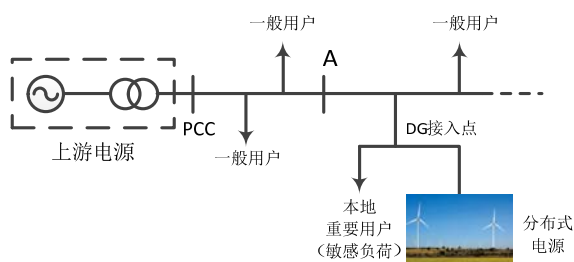 一般用户
一般用户
A
PCC
DG接入点
上游电源
一般用户
本地
重要用户
（敏感负荷）
分布式
电源